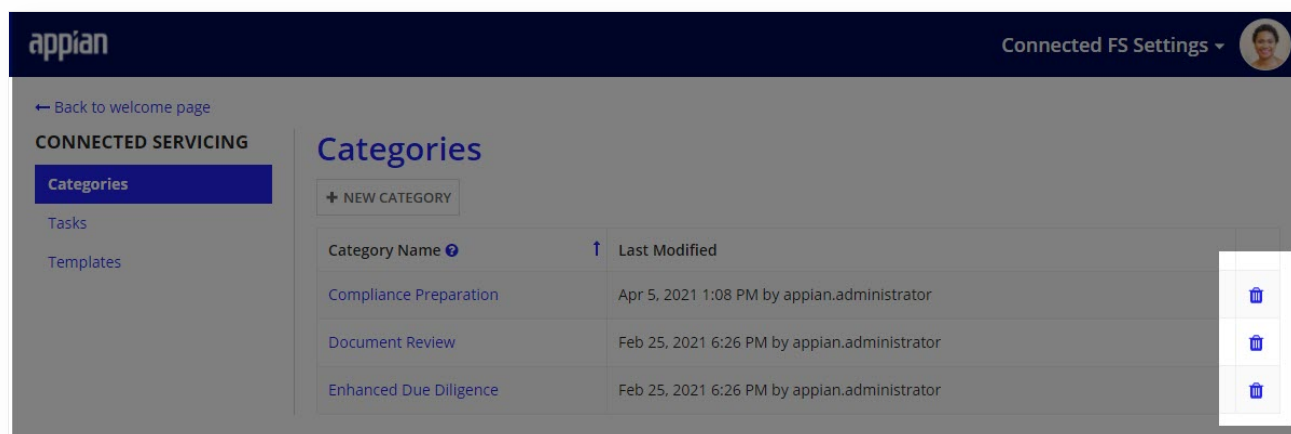 appian
Connected FS Settings
← Back to welcome page
CONNECTED SERVICING
Categories
Tasks
Templates
Categories
+ NEW CATEGORY
Category Name ? ↑ Last Modified
Compliance Preparation Apr 5, 2021 1:08 PM by appian.administrator
Document Review Feb 25, 2021 6:26 PM by appian.administrator
Enhanced Due Diligence Feb 25, 2021 6:26 PM by appian.administrator